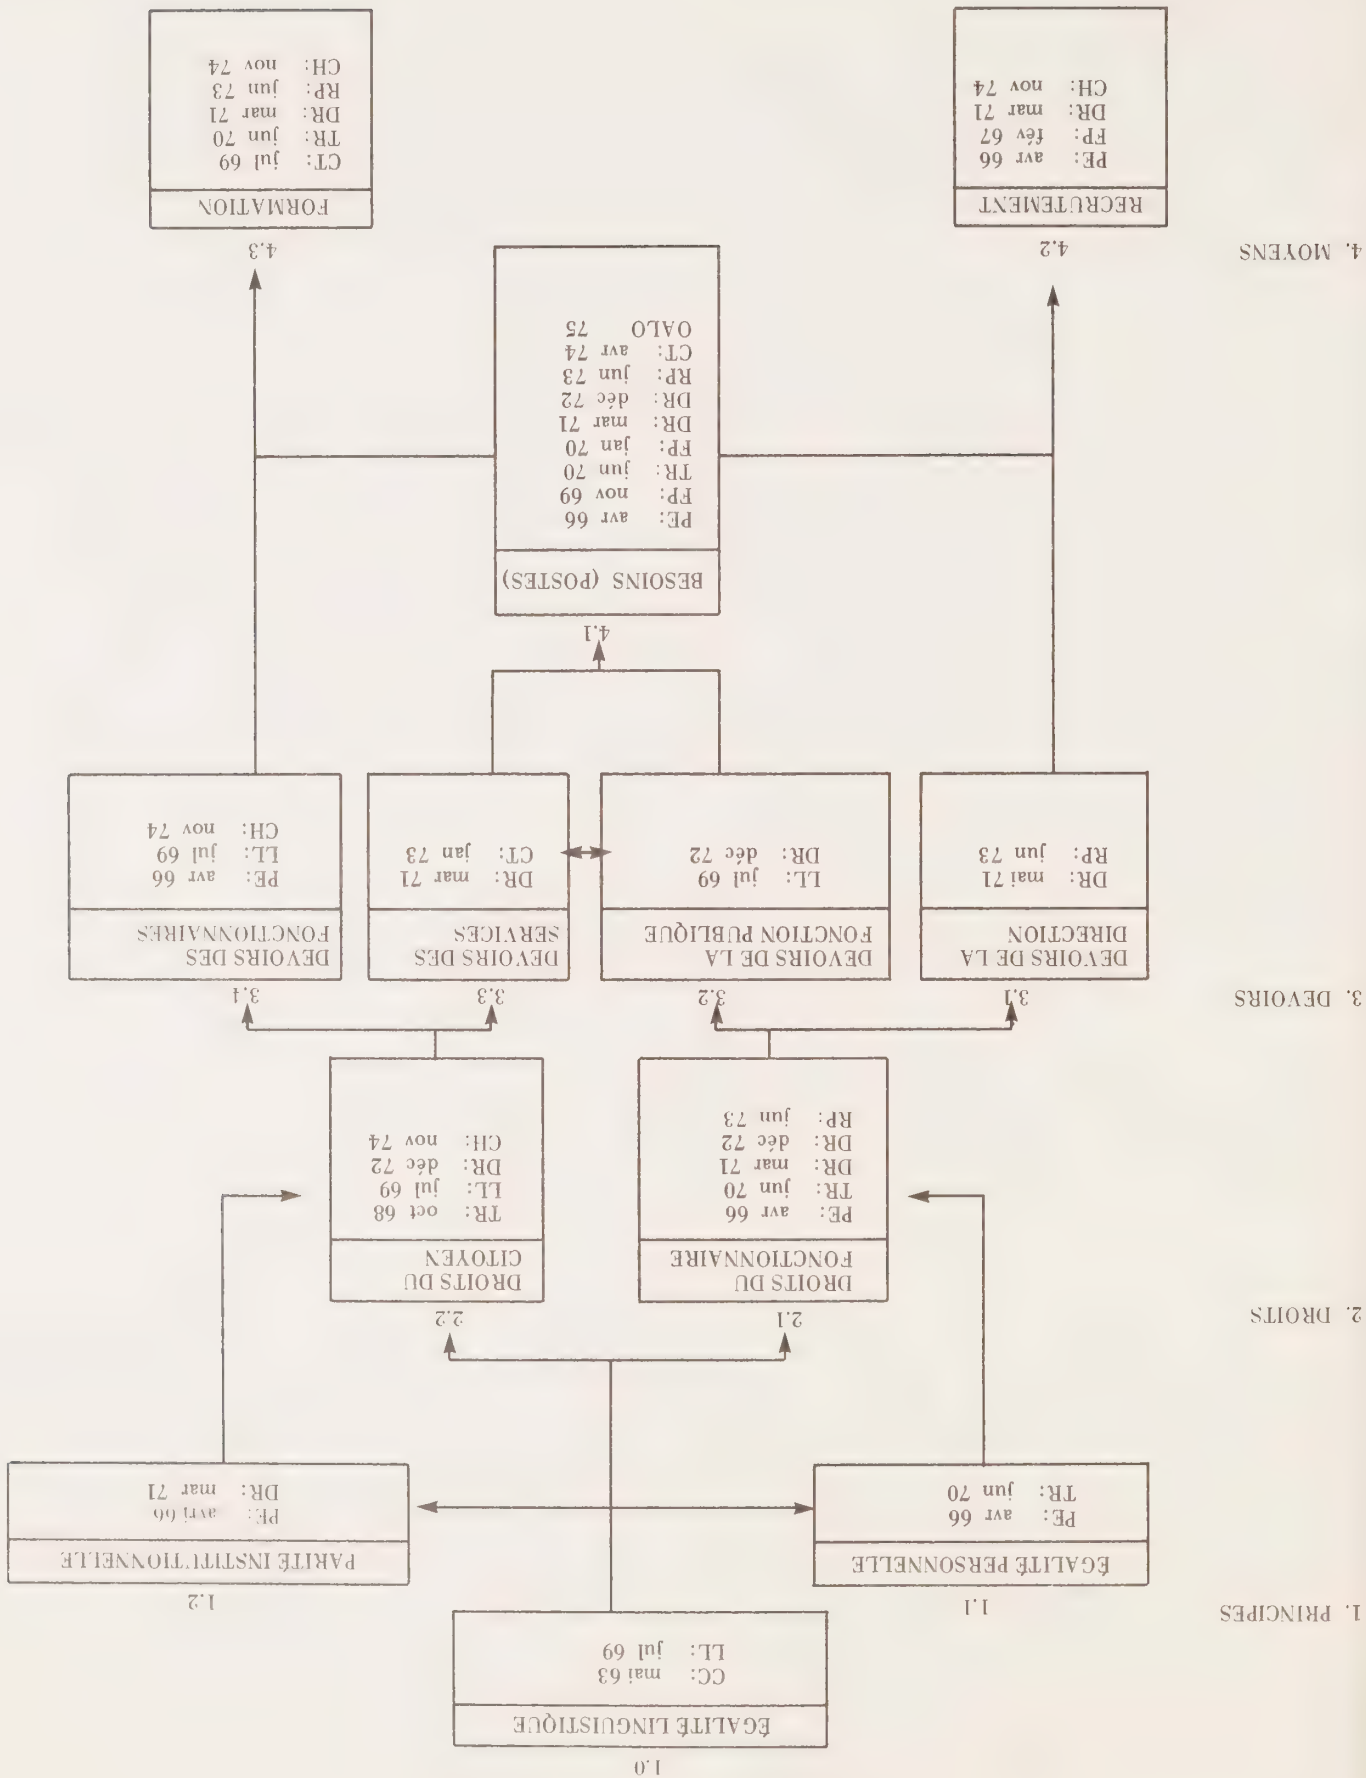 1.0
ÉGALITÉ LINGUISTIQUE
CC: mai 63
LL: jul 69
1. PRINCIPES
1.1
ÉGALITÉ PERSONNELLE
PE: avr 66
TR: jun 70
1.2
PARITÉ INSTITUTIONNELLE
PE: avri 66
DR: mar 71
2. DROITS
2.1
DROITS DU
FONCTIONNAIRE
PE: avr 66
TR: jun 70
DR: mar 71
DR: déc 72
RP: jun 73
2.2
DROITS DU
CITOYEN
TR: oct 68
LL: jul 69
DR: déc 72
CH: nov 74
3. DEVOIRS
3.1
DEVOIRS DE LA
DIRECTION
DR: mai 71
RP: jun 73
3.2
DEVOIRS DE LA
FONCTION PUBLIQUE
LL: jul 69
DR: déc 72
3.3
DEVOIRS DES
SERVICES
DR: mar 71
CT: jan 73
3.4
DEVOIRS DES
FONCTIONNAIRES
PE: avr 66
LL: jul 69
CH: nov 74
4.1
BESOINS (POSTES)
PE: avr 66
FP: nov 69
TR: jun 70
FP: jan 70
DR: mar 71
DR: déc 72
RP: jun 73
CT: avr 74
OALO 75
4. MOYENS
4.2
RECRUTEMENT
PE: avr 66
FP: fév 67
DR: mar 71
CH: nov 74
4.3
FORMATION
CT: jul 69
TR: jun 70
DR: mar 71
RP: jun 73
CH: nov 74